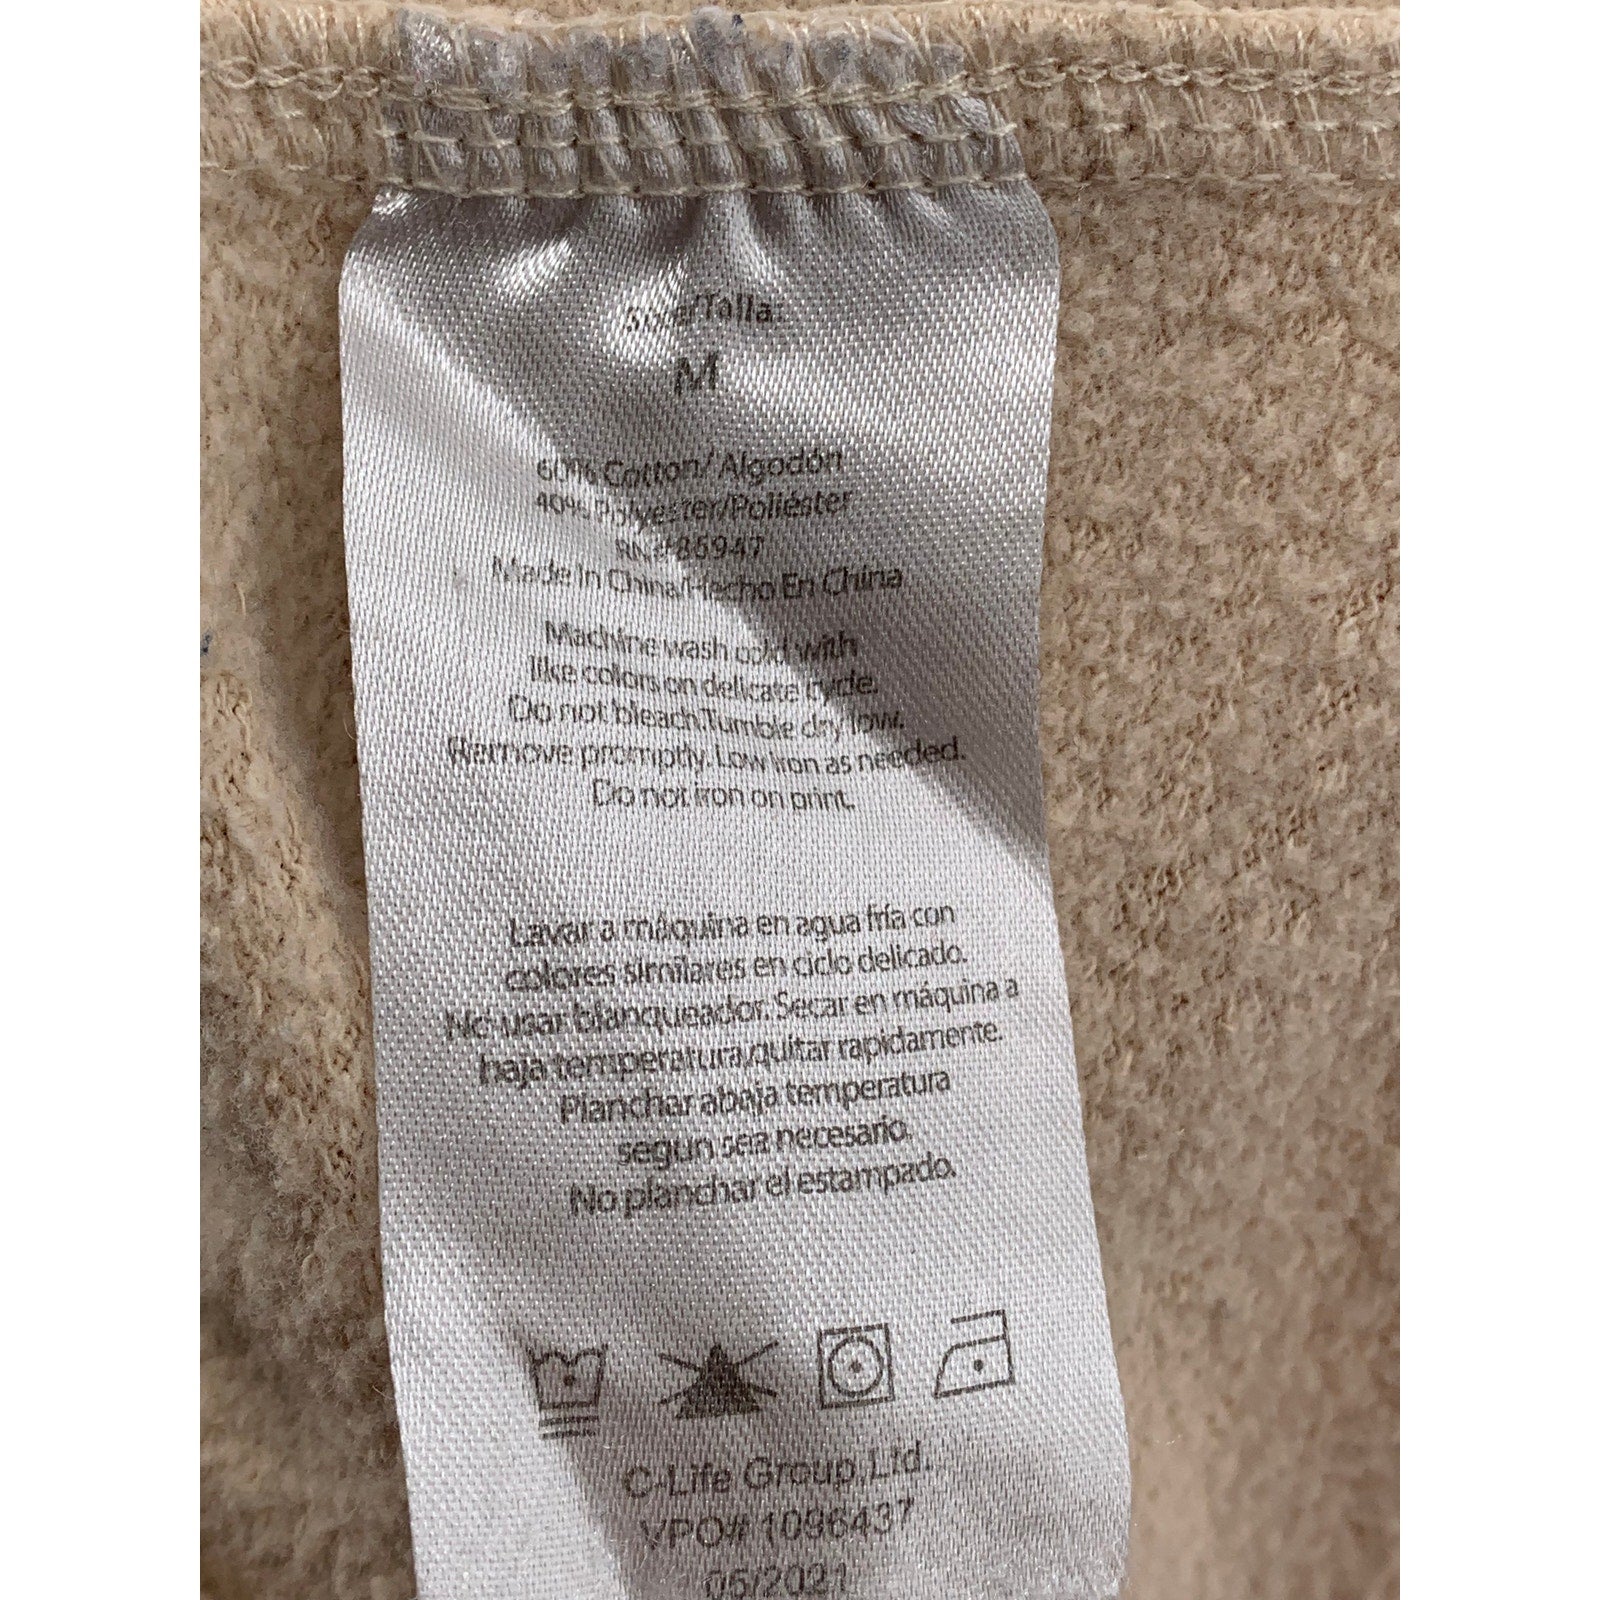 Size/Talla:
M
60% Cotton/Algodón
40% Polyester/Poliéster
RN# 86947
Made In China/Hecho En China
Machine wash cold with
like colors on delicate cycle.
Do not bleach.Tumble dry low.
Remove promptly. Low iron as needed.
Do not iron on print.
Lavar a máquina en agua fría con
colores similares en ciclo delicado.
No usar blanqueador. Secar en máquina a
baja temperatura,quitar rapidamente.
Planchar a baja temperatura
segun sea necesario.
No planchar el estampado.
C-Life Group,Ltd.
VPO# 1096437
05/2021